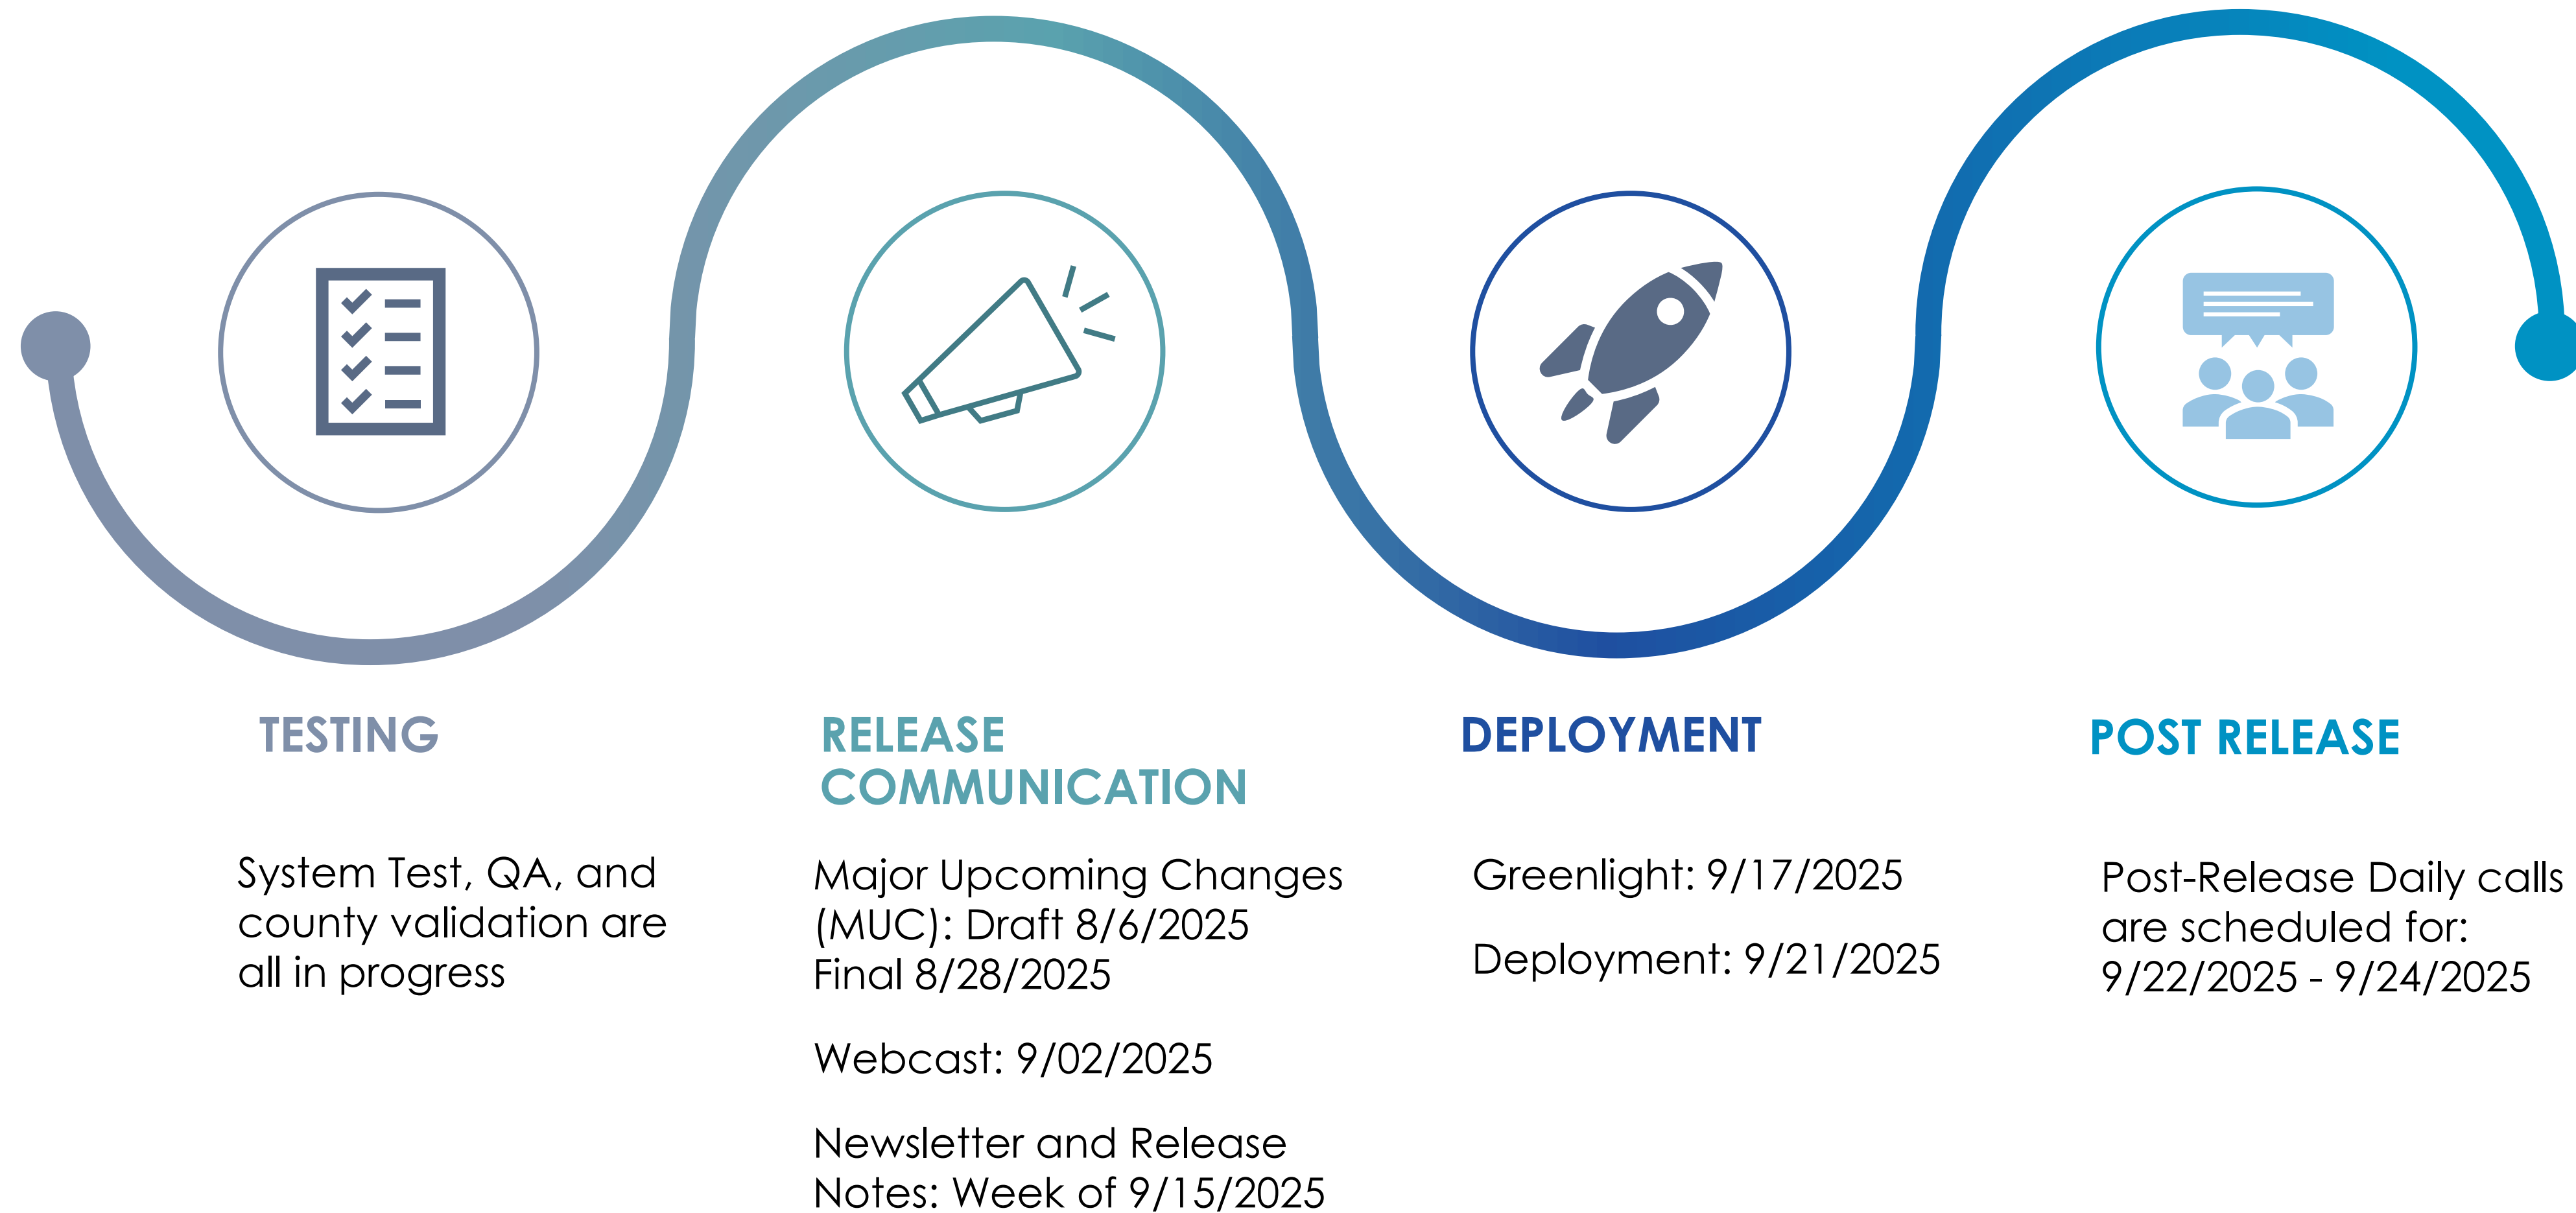 TESTING
System Test, QA, and
county validation are
all in progress
RELEASE
COMMUNICATION
Major Upcoming Changes
(MUC): Draft 8/6/2025
Final 8/28/2025
Webcast: 9/02/2025
Newsletter and Release
Notes: Week of 9/15/2025
DEPLOYMENT
Greenlight: 9/17/2025
Deployment: 9/21/2025
POST RELEASE
Post-Release Daily calls
are scheduled for:
9/22/2025 - 9/24/2025